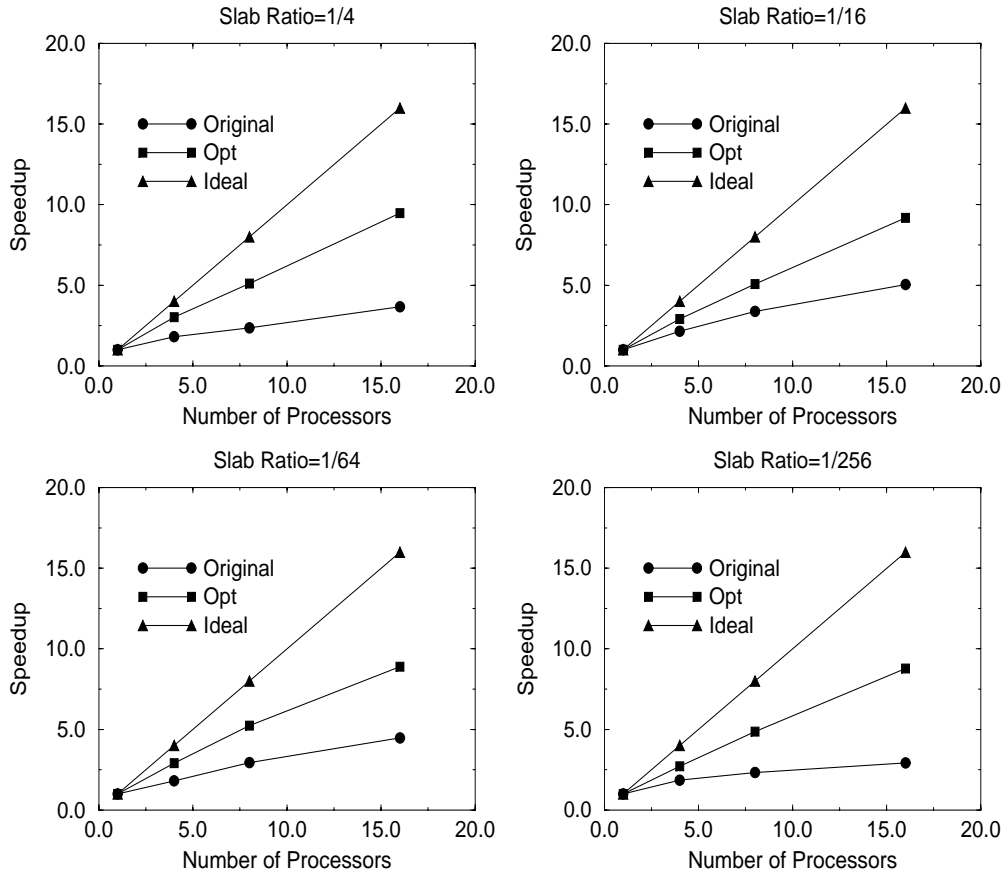 Slab Ratio=1/4
20.0
15.0
10.0
5.0
0.0
Speedup
Original
Opt
Ideal
0.0 5.0 10.0 15.0 20.0
Number of Processors
Slab Ratio=1/16
20.0
15.0
10.0
5.0
0.0
Speedup
Original
Opt
Ideal
0.0 5.0 10.0 15.0 20.0
Number of Processors
Slab Ratio=1/64
20.0
15.0
10.0
5.0
0.0
Speedup
Original
Opt
Ideal
0.0 5.0 10.0 15.0 20.0
Number of Processors
Slab Ratio=1/256
20.0
15.0
10.0
5.0
0.0
Speedup
Original
Opt
Ideal
0.0 5.0 10.0 15.0 20.0
Number of Processors